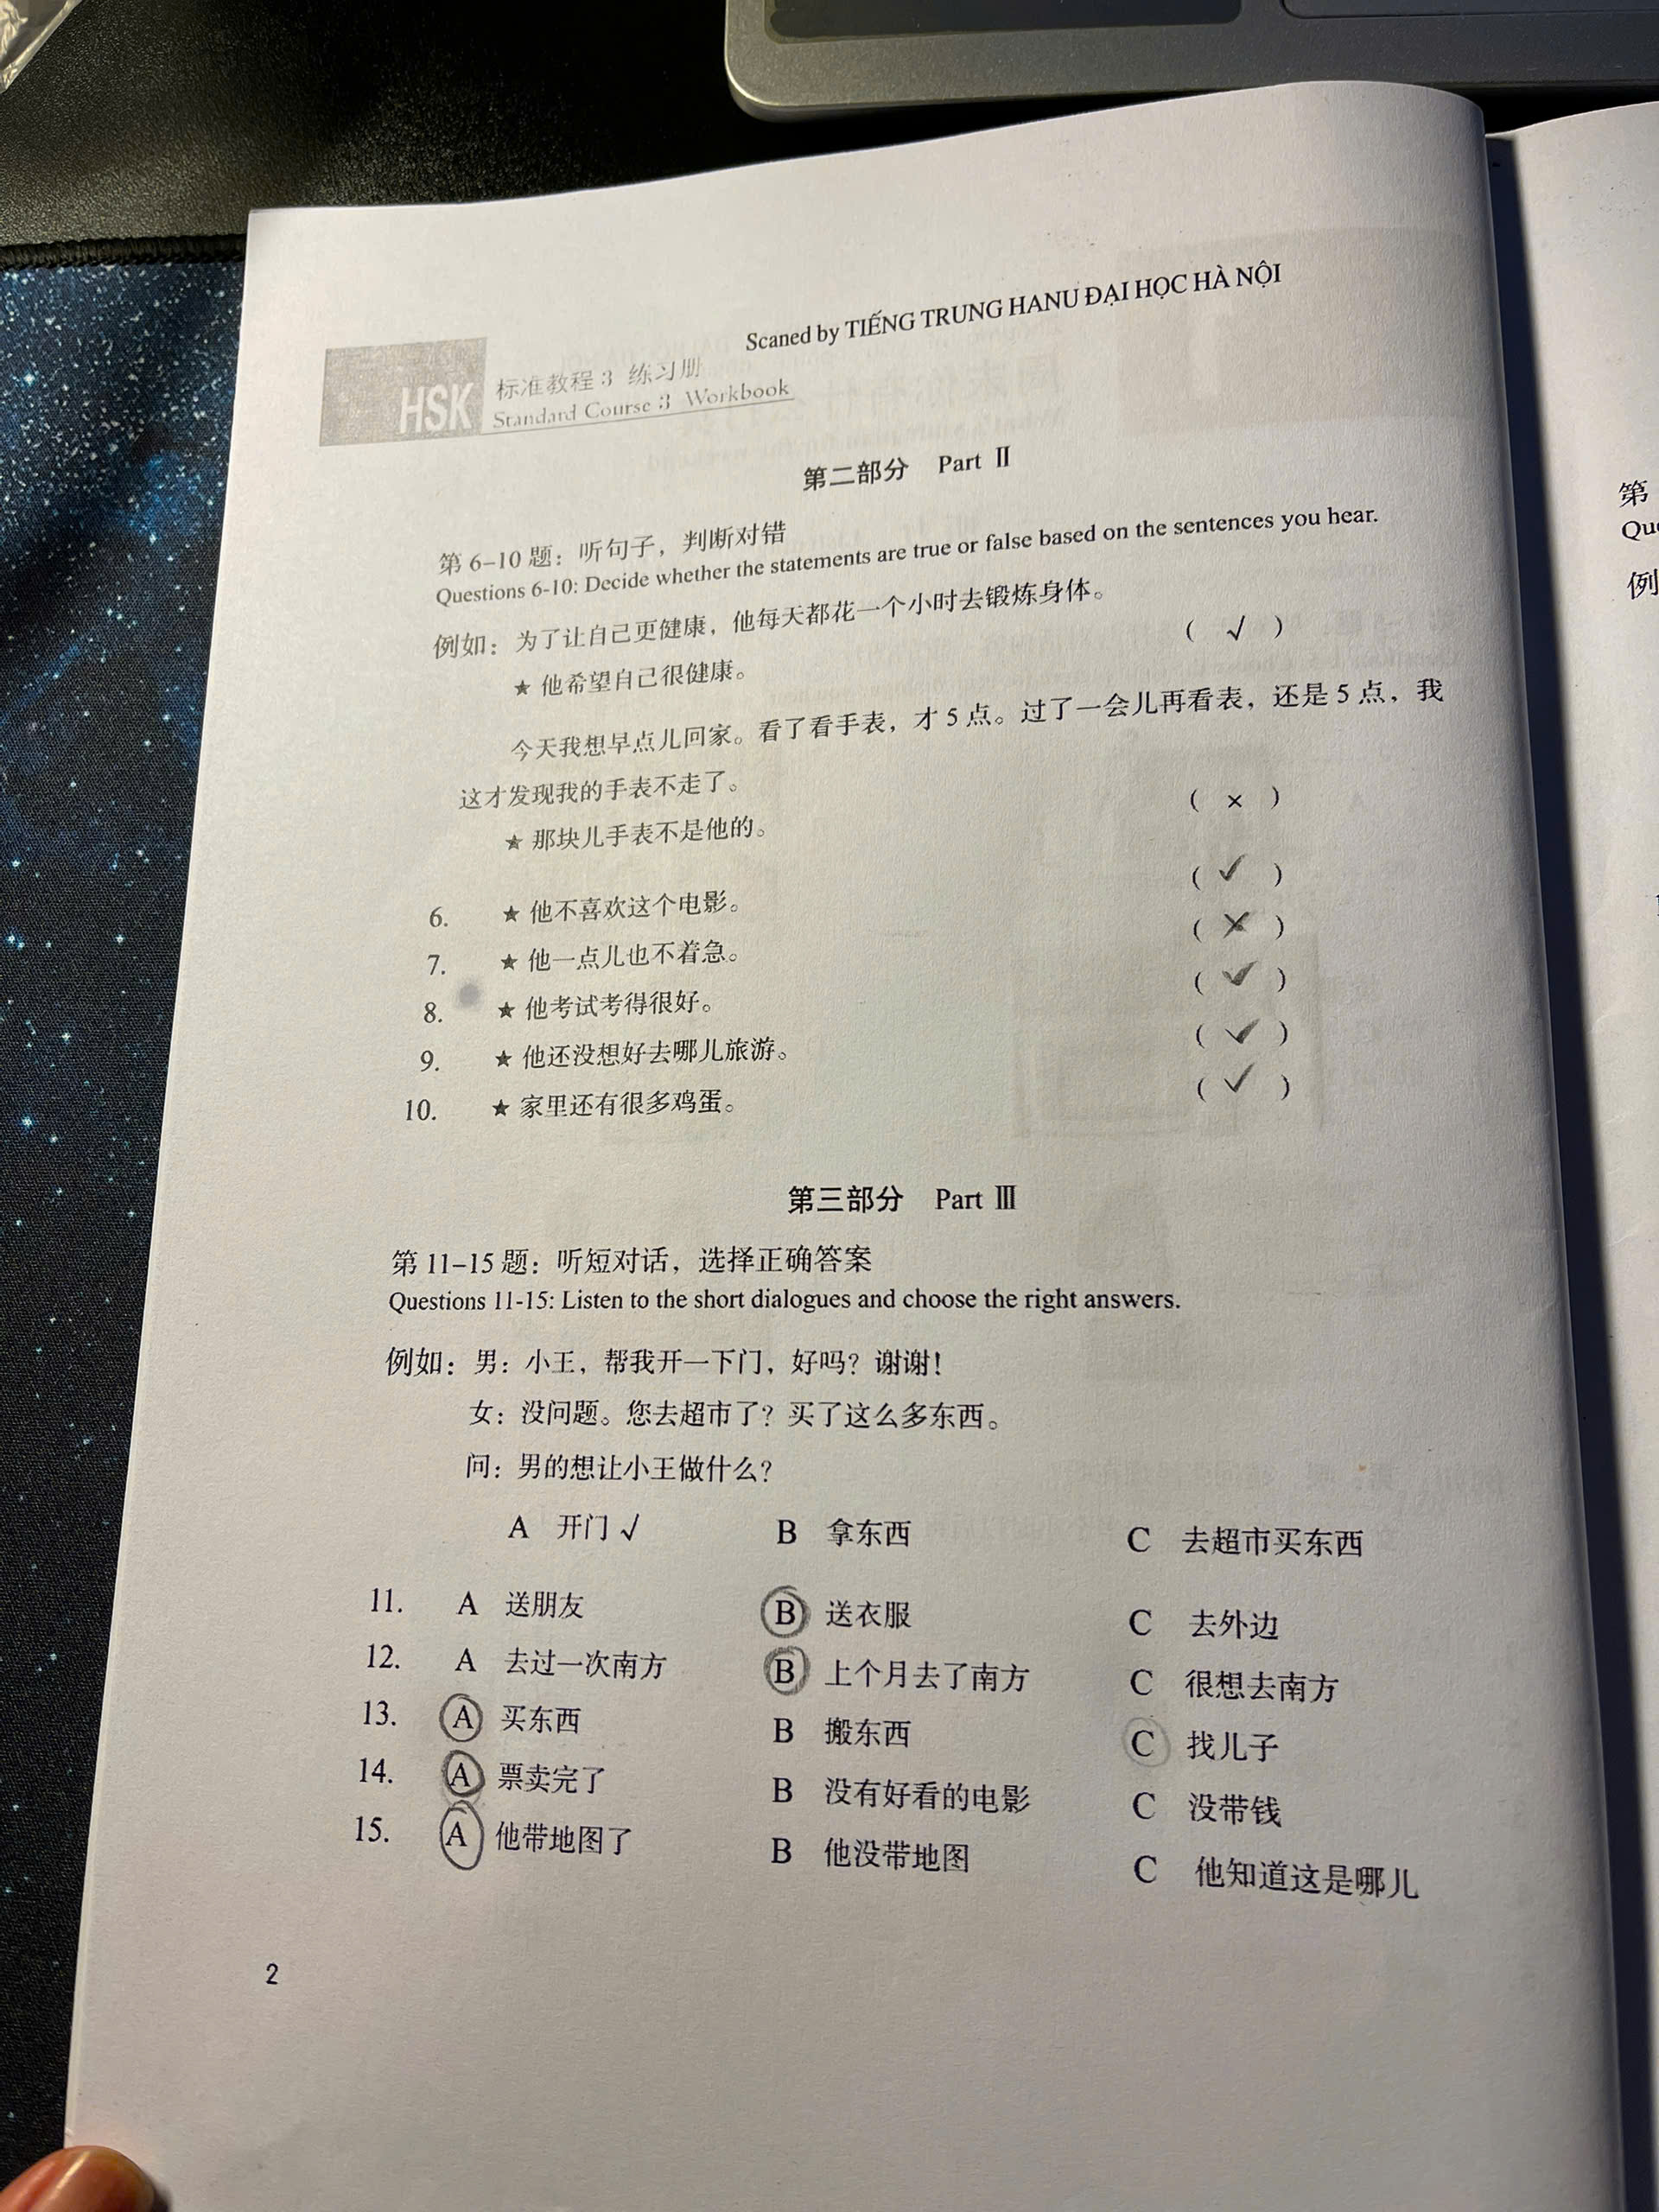 Scaned by TIẾNG TRUNG HANU ĐẠI HỌC HÀ NỘI
HSK 标准教程 3 练习册
Standard Course 3 Workbook
第二部分 Part Ⅱ
第 6–10 题：听句子，判断对错
Questions 6-10: Decide whether the statements are true or false based on the sentences you hear.
例如：为了让自己更健康，他每天都花一个小时去锻炼身体。
★ 他希望自己很健康。 ( √ )
今天我想早点儿回家。看了看手表，才 5 点。过了一会儿再看表，还是 5 点，我
这才发现我的手表不走了。
★ 那块儿手表不是他的。 ( × )
6. ★ 他不喜欢这个电影。 ( ✓ )
7. ★ 他一点儿也不着急。 ( × )
8. ★ 他考试考得很好。 ( ✓ )
9. ★ 他还没想好去哪儿旅游。 ( ✓ )
10. ★ 家里还有很多鸡蛋。 ( ✓ )
第三部分 Part Ⅲ
第 11–15 题：听短对话，选择正确答案
Questions 11-15: Listen to the short dialogues and choose the right answers.
例如：男：小王，帮我开一下门，好吗？谢谢！
女：没问题。您去超市了？买了这么多东西。
问：男的想让小王做什么？
A 开门 √ B 拿东西 C 去超市买东西
11. A 送朋友 B 送衣服 C 去外边
12. A 去过一次南方 B 上个月去了南方 C 很想去南方
13. A 买东西 B 搬东西 C 找儿子
14. A 票卖完了 B 没有好看的电影 C 没带钱
15. A 他带地图了 B 他没带地图 C 他知道这是哪儿
2
第
Qu
例